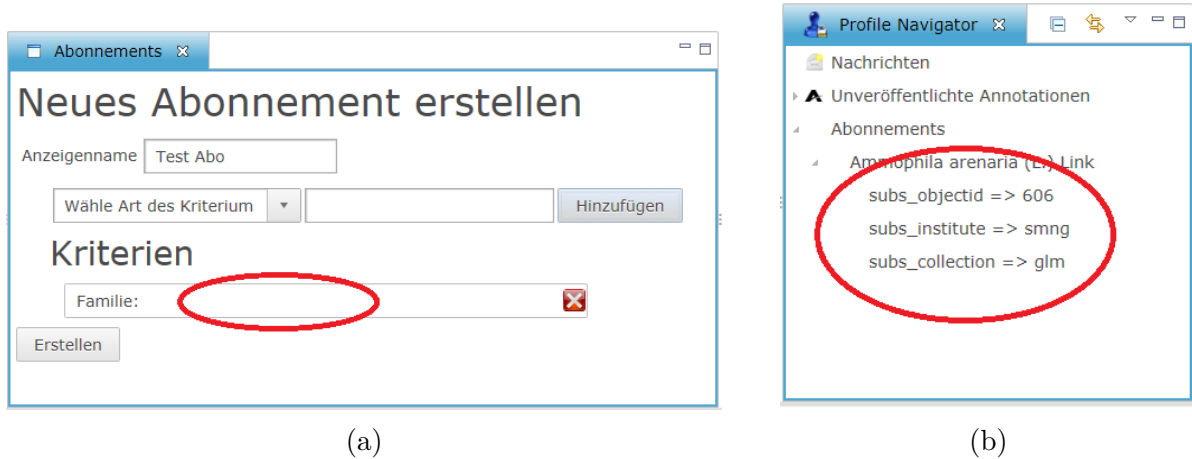 Abonnements
Neues Abonnement erstellen
Anzeigenname Test Abo
Wähle Art des Kriterium Hinzufügen
Kriterien
Familie:
Erstellen
(a)
Profile Navigator
Nachrichten
Unveröffentlichte Annotationen
Abonnements
Ammophila arenaria (L.) Link
subs_objectid => 606
subs_institute => smng
subs_collection => glm
(b)